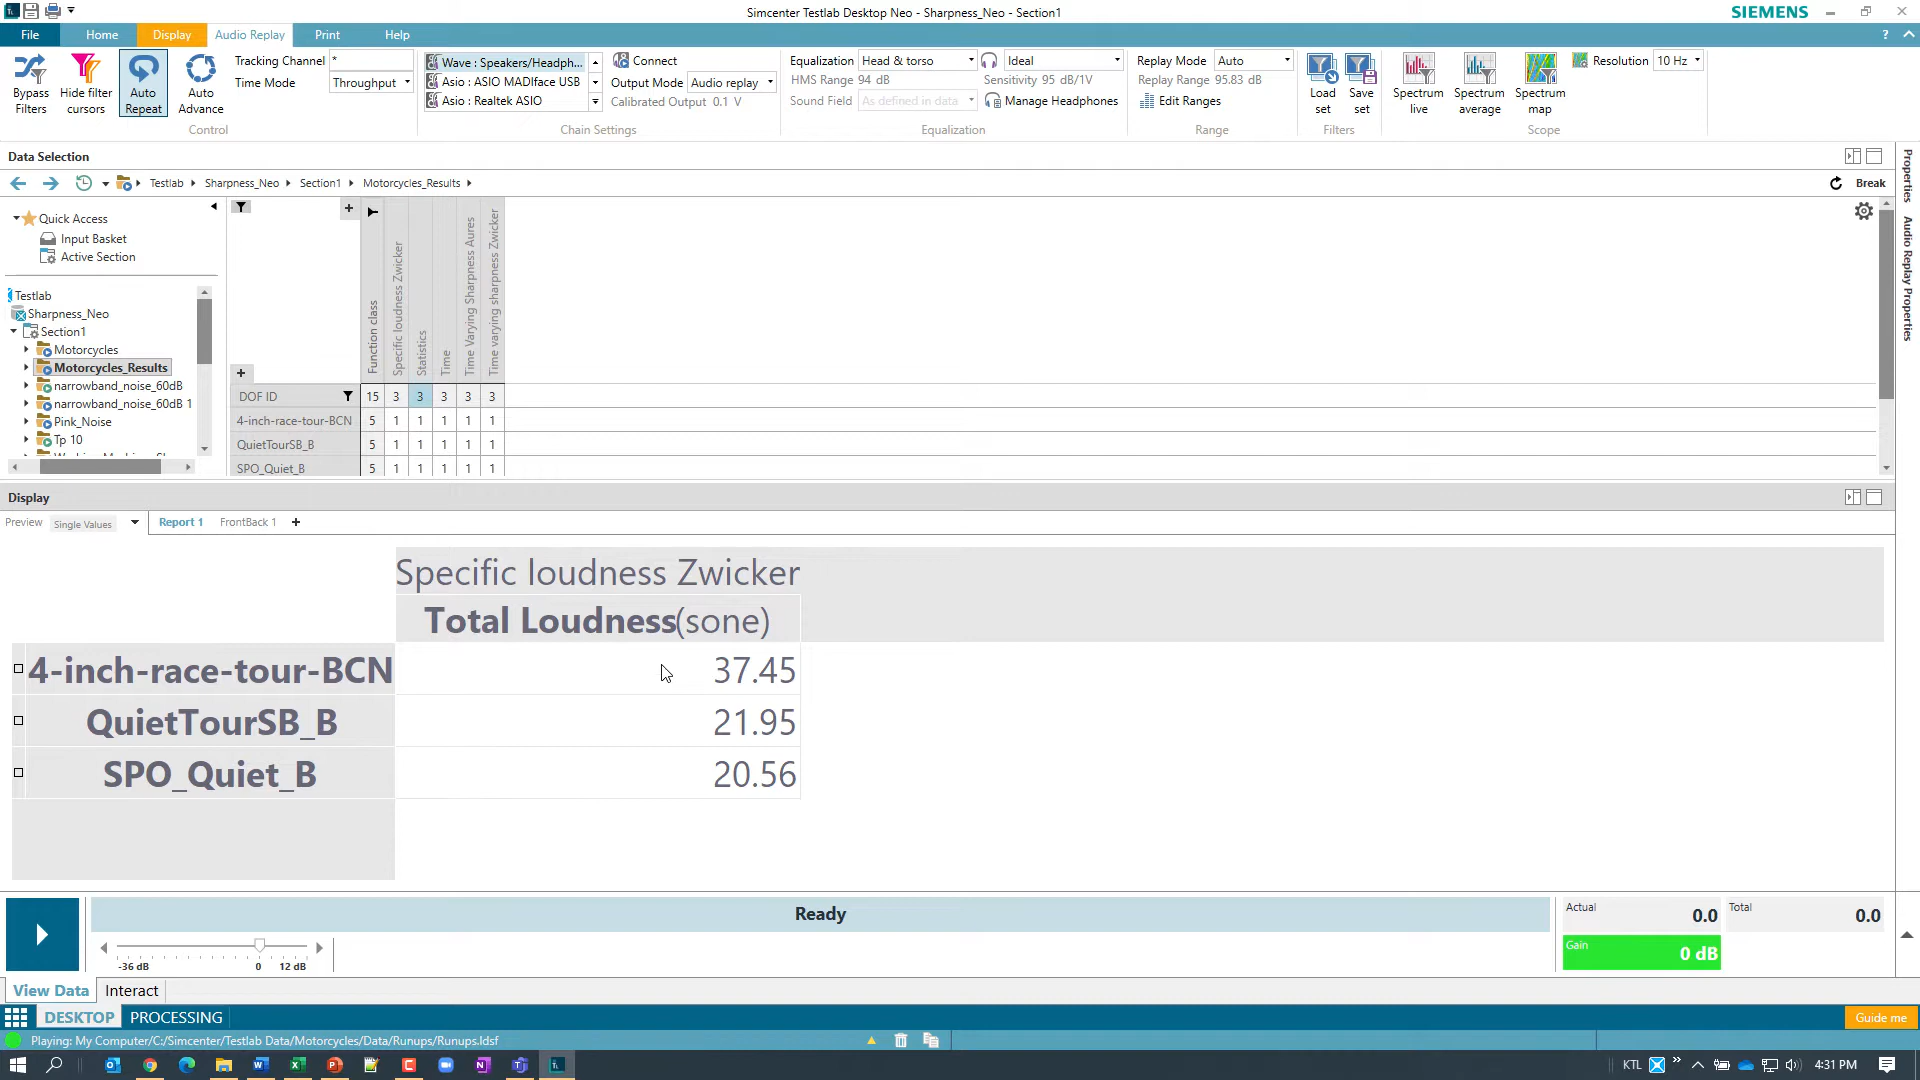 Simcenter Testlab Desktop Neo - Sharpness_Neo - Section1
SIEMENS
File
Home
Display
Audio Replay
Print
Help
Bypass Filters
Hide filter cursors
Auto Repeat
Auto Advance
Tracking Channel *
Time Mode Throughput
Control
Wave : Speakers/Headph...
Asio : ASIO MADIface USB
Asio : Realtek ASIO
Connect
Output Mode Audio replay
Calibrated Output 0.1 V
Chain Settings
Equalization Head & torso
HMS Range 94 dB
Sound Field As defined in data
Ideal
Sensitivity 95 dB/1V
Manage Headphones
Equalization
Replay Mode Auto
Replay Range 95.83 dB
Edit Ranges
Range
Load set
Save set
Filters
Spectrum live
Spectrum average
Spectrum map
Resolution 10 Hz
Scope
Data Selection
Testlab
Sharpness_Neo
Section1
Motorcycles_Results
Break
Properties
Audio Replay Properties
Quick Access
Input Basket
Active Section
Testlab
Sharpness_Neo
Section1
Motorcycles
Motorcycles_Results
narrowband_noise_60dB
narrowband_noise_60dB 1
Pink_Noise
Tp 10
Function class
Specific loudness Zwicker
Statistics
Time
Time Varying Sharpness Aures
Time varying sharpness Zwicker
DOF ID 15 3 3 3 3 3
4-inch-race-tour-BCN 5 1 1 1 1 1
QuietTourSB_B 5 1 1 1 1 1
SPO_Quiet_B 5 1 1 1 1 1
Display
Preview Single Values Report 1 FrontBack 1 +
Specific loudness Zwicker
Total Loudness(sone)
4-inch-race-tour-BCN 37.45
QuietTourSB_B 21.95
SPO_Quiet_B 20.56
Ready
-36 dB 0 12 dB
Actual 0.0
Total 0.0
Gain 0 dB
View Data
Interact
DESKTOP
PROCESSING
Guide me
Playing: My Computer/C:/Simcenter/Testlab Data/Motorcycles/Data/Runups/Runups.ldsf
KTL
4:31 PM